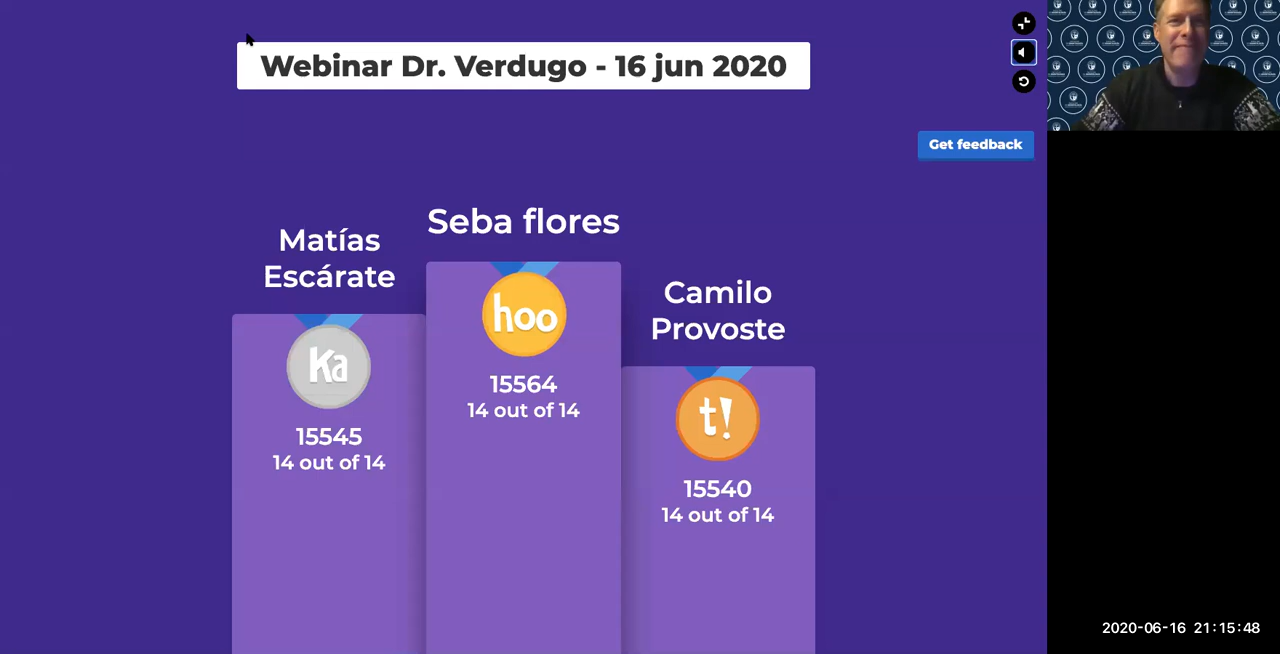 Webinar Dr. Verdugo - 16 jun 2020
Get feedback
Seba flores
Matías
Escárate
Camilo
Provoste
hoo
15564
14 out of 14
Ka
15545
14 out of 14
t!
15540
14 out of 14
2020-06-16 21:15:48